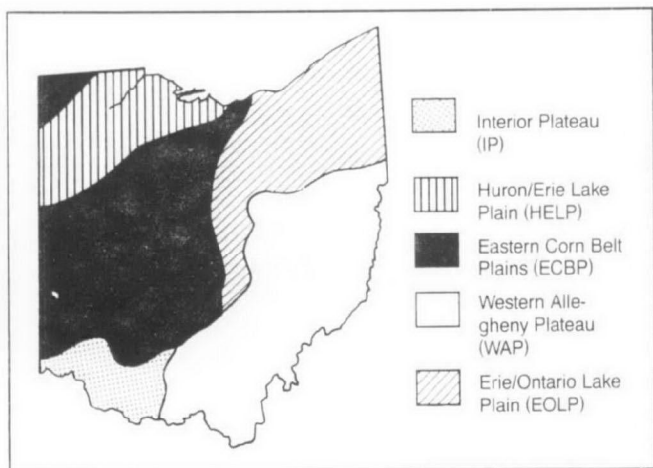 Interior Plateau
(IP)
Huron/Erie Lake
Plain (HELP)
Eastern Corn Belt
Plains (ECBP)
Western Alle-
gheny Plateau
(WAP)
Erie/Ontario Lake
Plain (EOLP)